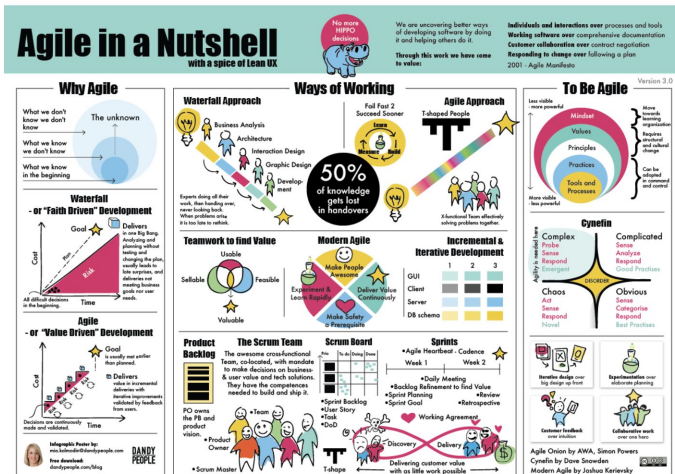 Agile in a Nutshell
with a spice of Lean UX
No more
HIPPO
decisions
We are uncovering better ways
of developing software by doing
it and helping others do it.
Through this work we have come
to value:
Individuals and interactions over processes and tools
Working software over comprehensive documentation
Customer collaboration over contract negotiation
Responding to change over following a plan
2001 - Agile Manifesto
Version 3.0
Why Agile
What we don't
know we don't
know
What we know
we don't know
What we know
in the beginning
The unknown
Waterfall
- or "Faith Driven" Development
Goal
Plan
Cost
Risk
Time
All difficult decisions
in the beginning.
Delivers
in one Big Bang.
Analyzing and
planning without
testing and
changing the plan,
usually leads to
late surprises, and
deliveries not
meeting business
goals nor user
needs.
Agile
- or "Value Driven" Development
Goal
is usually met earlier
than planned.
Delivers
value in incremental
deliveries with
iterative improvements
validated by feedback
from users.
Cost
Risk
Time
Decisions are continuously
made and validated.
Infographic Poster by:
mia.kolmodin@dandypeople.com
Free download:
dandypeople.com/blog
DANDY
PEOPLE
Ways of Working
Waterfall Approach
Business Analysis
Architecture
Interaction Design
Graphic Design
Develop-
ment
Experts doing all their
work, then handing over,
never looking back.
When problems arise
it is too late to rethink.
Fail Fast 2
Succeed Sooner
Learn
Measure
Build
50%
of knowledge
gets lost
in handovers
Agile Approach
T-shaped People
X-functional Team effectively
solving problems together.
Teamwork to find Value
Usable
Sellable
Feasible
Valuable
Modern Agile
Make People
Awesome
Experiment &
Learn Rapidly
Deliver Value
Continuously
Make Safety
a Prerequisite
Incremental &
Iterative Development
1 2 3
GUI
Client
Server
DB schema
Product
Backlog
PO owns
the PB and
product
vision.
The Scrum Team
The awesome cross-functional
Team, co-located, with mandate
to make decisions on business-
& user value and tech solutions.
They have the competences
needed to build and ship it.
•Team
•Product
Owner
•Scrum Master
Scrum Board
Prio To do Doing Done
•Sprint Backlog
•User Story
•Task
•DoD
T-shape
Sprints
•Agile Heartbeat - Cadence
Week 1 Week 2
•Daily Meeting
•Backlog Refinement to find Value
•Sprint Planning
•Sprint Goal
•Review
•Retrospective
Working Agreement
Discovery
Delivery
Delivering customer value
with as little work possible
To Be Agile
Less visible
- more powerful
Mindset
Values
Principles
Practices
Tools and
Processes
More visible
- less powerful
Move
towards
learning
organization
Requires
structural
and cultural
change
Can be
adopted
in command
and control
Cynefin
Agility is needed here
Complex
Probe
Sense
Respond
Emergent
Complicated
Sense
Analyze
Respond
Good Practises
DISORDER
Chaos
Act
Sense
Respond
Novel
Obvious
Sense
Categorise
Respond
Best Practises
Iterative design over
big design up front
Experimentation over
elaborate planning
Customer feedback
over intuition
Collaborative work
over one hero
Agile Onion by AWA, Simon Powers
Cynefin by Dave Snowden
Modern Agile by Joshua Kerievsky